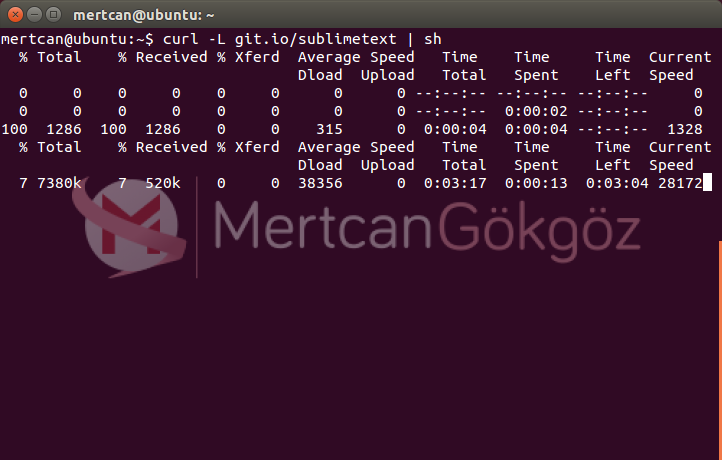 mertcan@ubuntu: ~
mertcan@ubuntu:~$ curl -L git.io/sublimetext | sh
% Total % Received % Xferd Average Speed Time Time Time Current
Dload Upload Total Spent Left Speed
0 0 0 0 0 0 0 0 --:--:-- --:--:-- --:--:-- 0
0 0 0 0 0 0 0 0 --:--:-- 0:00:02 --:--:-- 0
100 1286 100 1286 0 0 315 0 0:00:04 0:00:04 --:--:-- 1328
% Total % Received % Xferd Average Speed Time Time Time Current
Dload Upload Total Spent Left Speed
7 7380k 7 520k 0 0 38356 0 0:03:17 0:00:13 0:03:04 28172
MertcanGökgöz